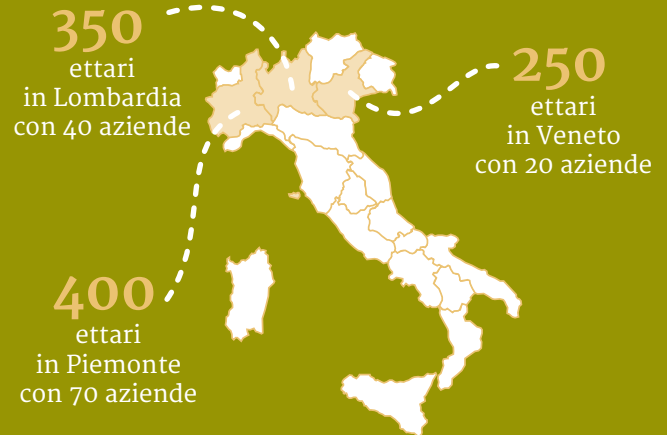 350
ettari
in Lombardia
con 40 aziende
250
ettari
in Veneto
con 20 aziende
400
ettari
in Piemonte
con 70 aziende